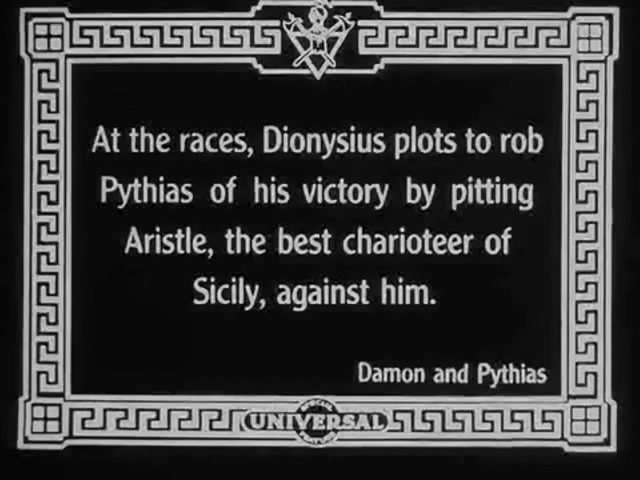 At the races, Dionysius plots to rob
Pythias of his victory by pitting
Aristle, the best charioteer of
Sicily, against him.
Damon and Pythias
UNIVERSAL